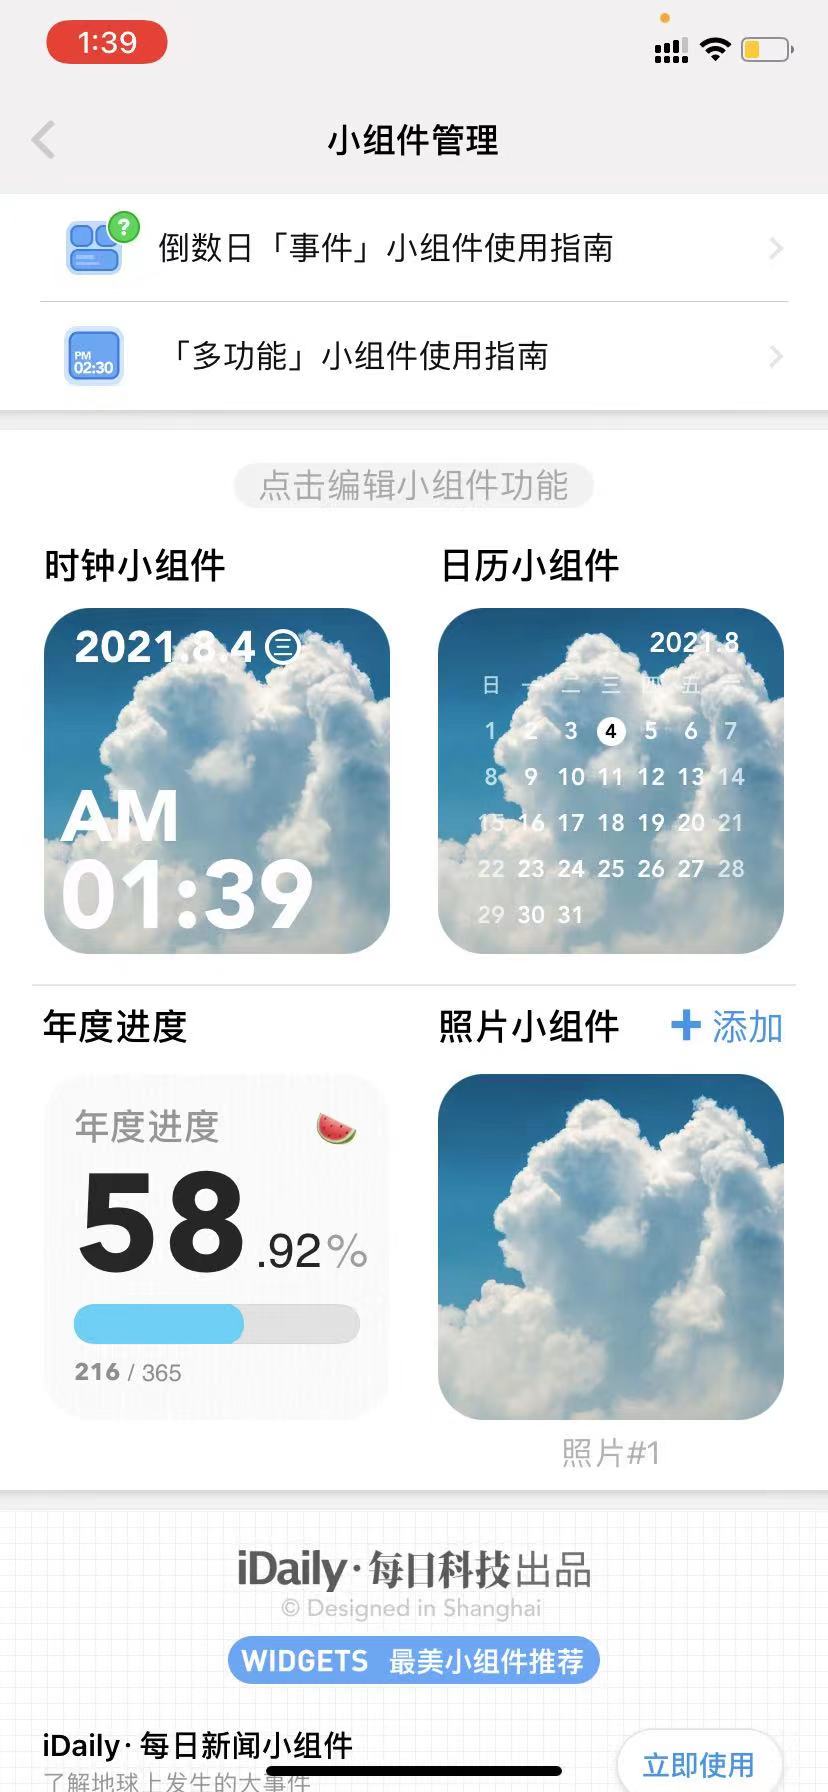 1:39
小组件管理
?
倒数日「事件」小组件使用指南
PM
02:30
「多功能」小组件使用指南
点击编辑小组件功能
时钟小组件
日历小组件
2021.8.4 三
AM
01:39
2021.8
日 一 二 三 四 五 六
1 2 3 4 5 6 7
8 9 10 11 12 13 14
15 16 17 18 19 20 21
22 23 24 25 26 27 28
29 30 31
年度进度
照片小组件
+ 添加
年度进度
58.92%
216 / 365
照片#1
iDaily · 每日科技出品
© Designed in Shanghai
WIDGETS 最美小组件推荐
iDaily · 每日新闻小组件
立即使用
了解地球上发生的大事件